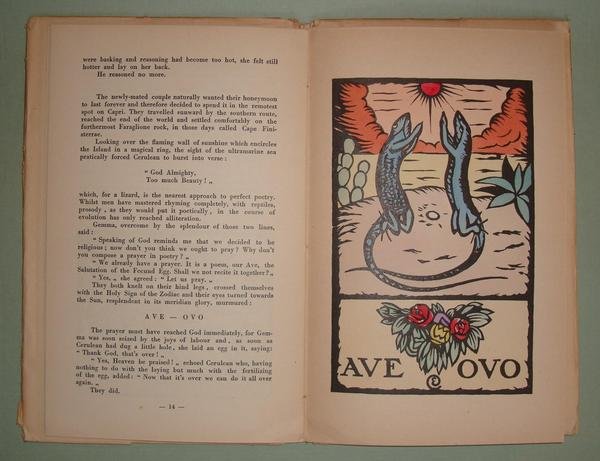 were basking and reasoning had become too hot, she felt still
hotter and lay on her back.
He reasoned no more.
The newly-mated couple naturally wanted their honeymoon
to last forever and therefore decided to spend it in the remotest
spot on Capri. They travelled sunward by the southern route,
reached the end of the world and settled comfortably on the
furthermost Faraglione rock, in those days called Cape Fini-
sterrae.
Looking over the flaming wall of sunshine which encircles
the Island in a magical ring, the sight of the ultramarine sea
pratically forced Cerulean to burst into verse :
" God Almighty,
Too much Beauty ! „
which, for a lizard, is the nearest approach to perfect poetry.
Whilst men have mastered rhyming completely, with reptiles,
prosody , as they would put it poetically , in the course of
evolution has only reached alliteration.
Gemma, overcome by the splendour of those two lines,
said :
" Speaking of God reminds me that we decided to be
religious ; now don't you think we ought to pray ? Why don't
you compose a prayer in poetry ? „
" We already have a prayer. It is a poem, our Ave, the
Salutation of the Fecund Egg. Shall we not recite it together ? „
" Yes, „ she agreed : " Let us pray. „
They both knelt on their hind legs , crossed themselves
with the Holy Sign of the Zodiac and their eyes turned towards
the Sun, resplendent in its meridian glory, murmured :
AVE — OVO
The prayer must have reached God immediately, for Gem-
ma was soon seized by the joys of labour and , as soon as
Cerulean had dug a little hole, she laid an egg in it, saying:
" Thank God, that's over ! „
" Yes, Heaven be praised ! „ echoed Cerulean who, having
nothing to do with the laying but much with the fertilizing
of the egg, added : " Now that it's over we can do it all over
again. „
They did.
— 14 —
AVE OVO